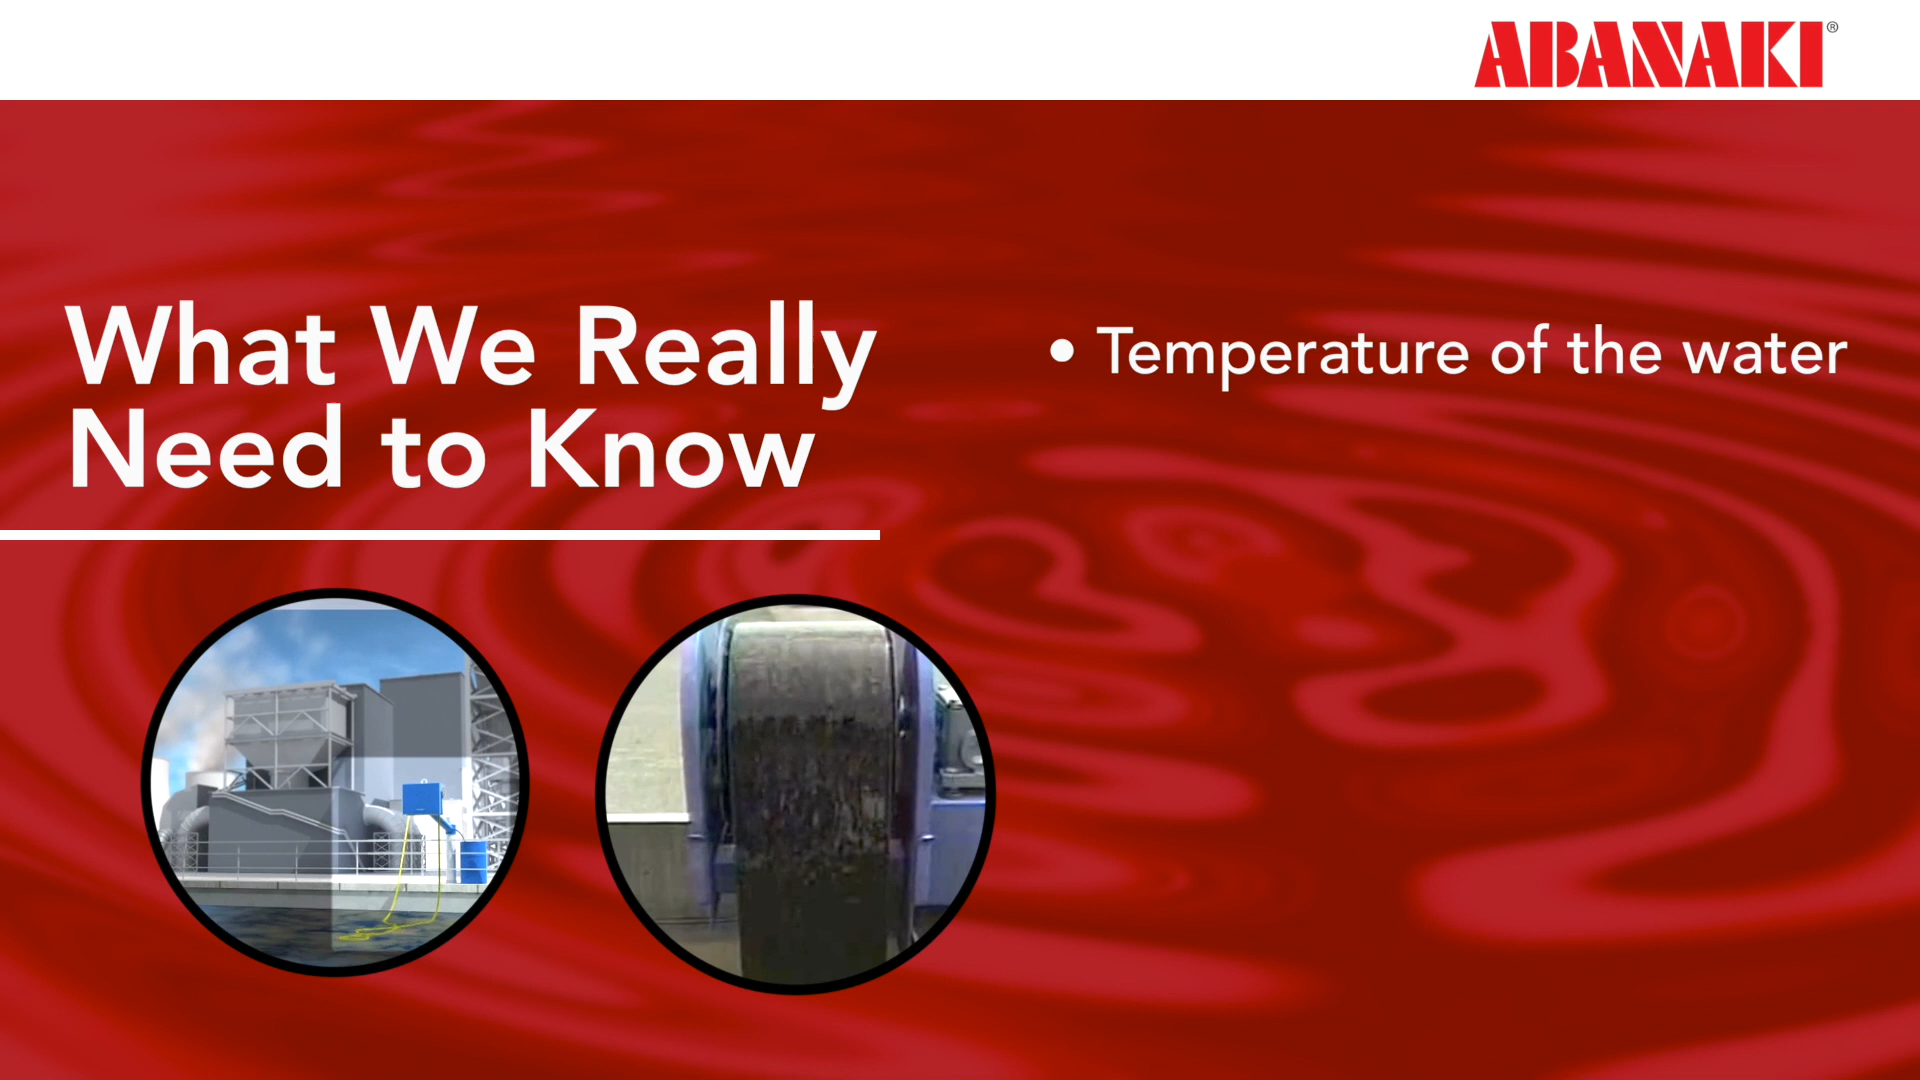 ABANAKI®
What We Really
Need to Know
• Temperature of the water